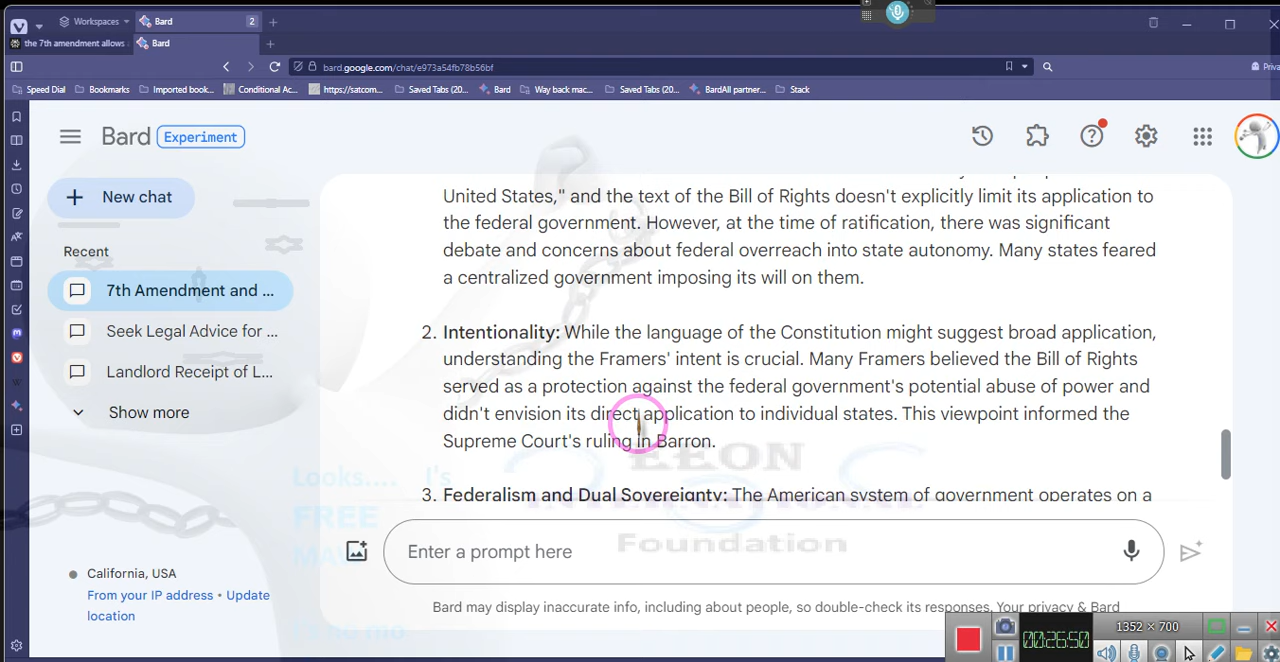 Workspaces
Bard
2
the 7th amendment allows
Bard
bard.google.com/chat/e973a54fb78b56bf
Priva
Speed Dial
Bookmarks
Imported book...
Conditional Ac...
https://satcom...
Saved Tabs (20...
Bard
Way back mac...
Saved Tabs (20...
BardAll partner...
Stack
Bard
Experiment
New chat
United States," and the text of the Bill of Rights doesn't explicitly limit its application to
the federal government. However, at the time of ratification, there was significant
debate and concerns about federal overreach into state autonomy. Many states feared
a centralized government imposing its will on them.
Recent
7th Amendment and ...
Seek Legal Advice for ...
Landlord Receipt of L...
Show more
2. Intentionality: While the language of the Constitution might suggest broad application,
understanding the Framers' intent is crucial. Many Framers believed the Bill of Rights
served as a protection against the federal government's potential abuse of power and
didn't envision its direct application to individual states. This viewpoint informed the
Supreme Court's ruling in Barron.
3. Federalism and Dual Sovereignty: The American system of government operates on a
Looks.... I's
FREE
EEON
INTERNATIONAL
Foundation
Enter a prompt here
California, USA
From your IP address • Update
location
Bard may display inaccurate info, including about people, so double-check its responses. Your privacy & Bard
1352 × 700
00:26:50